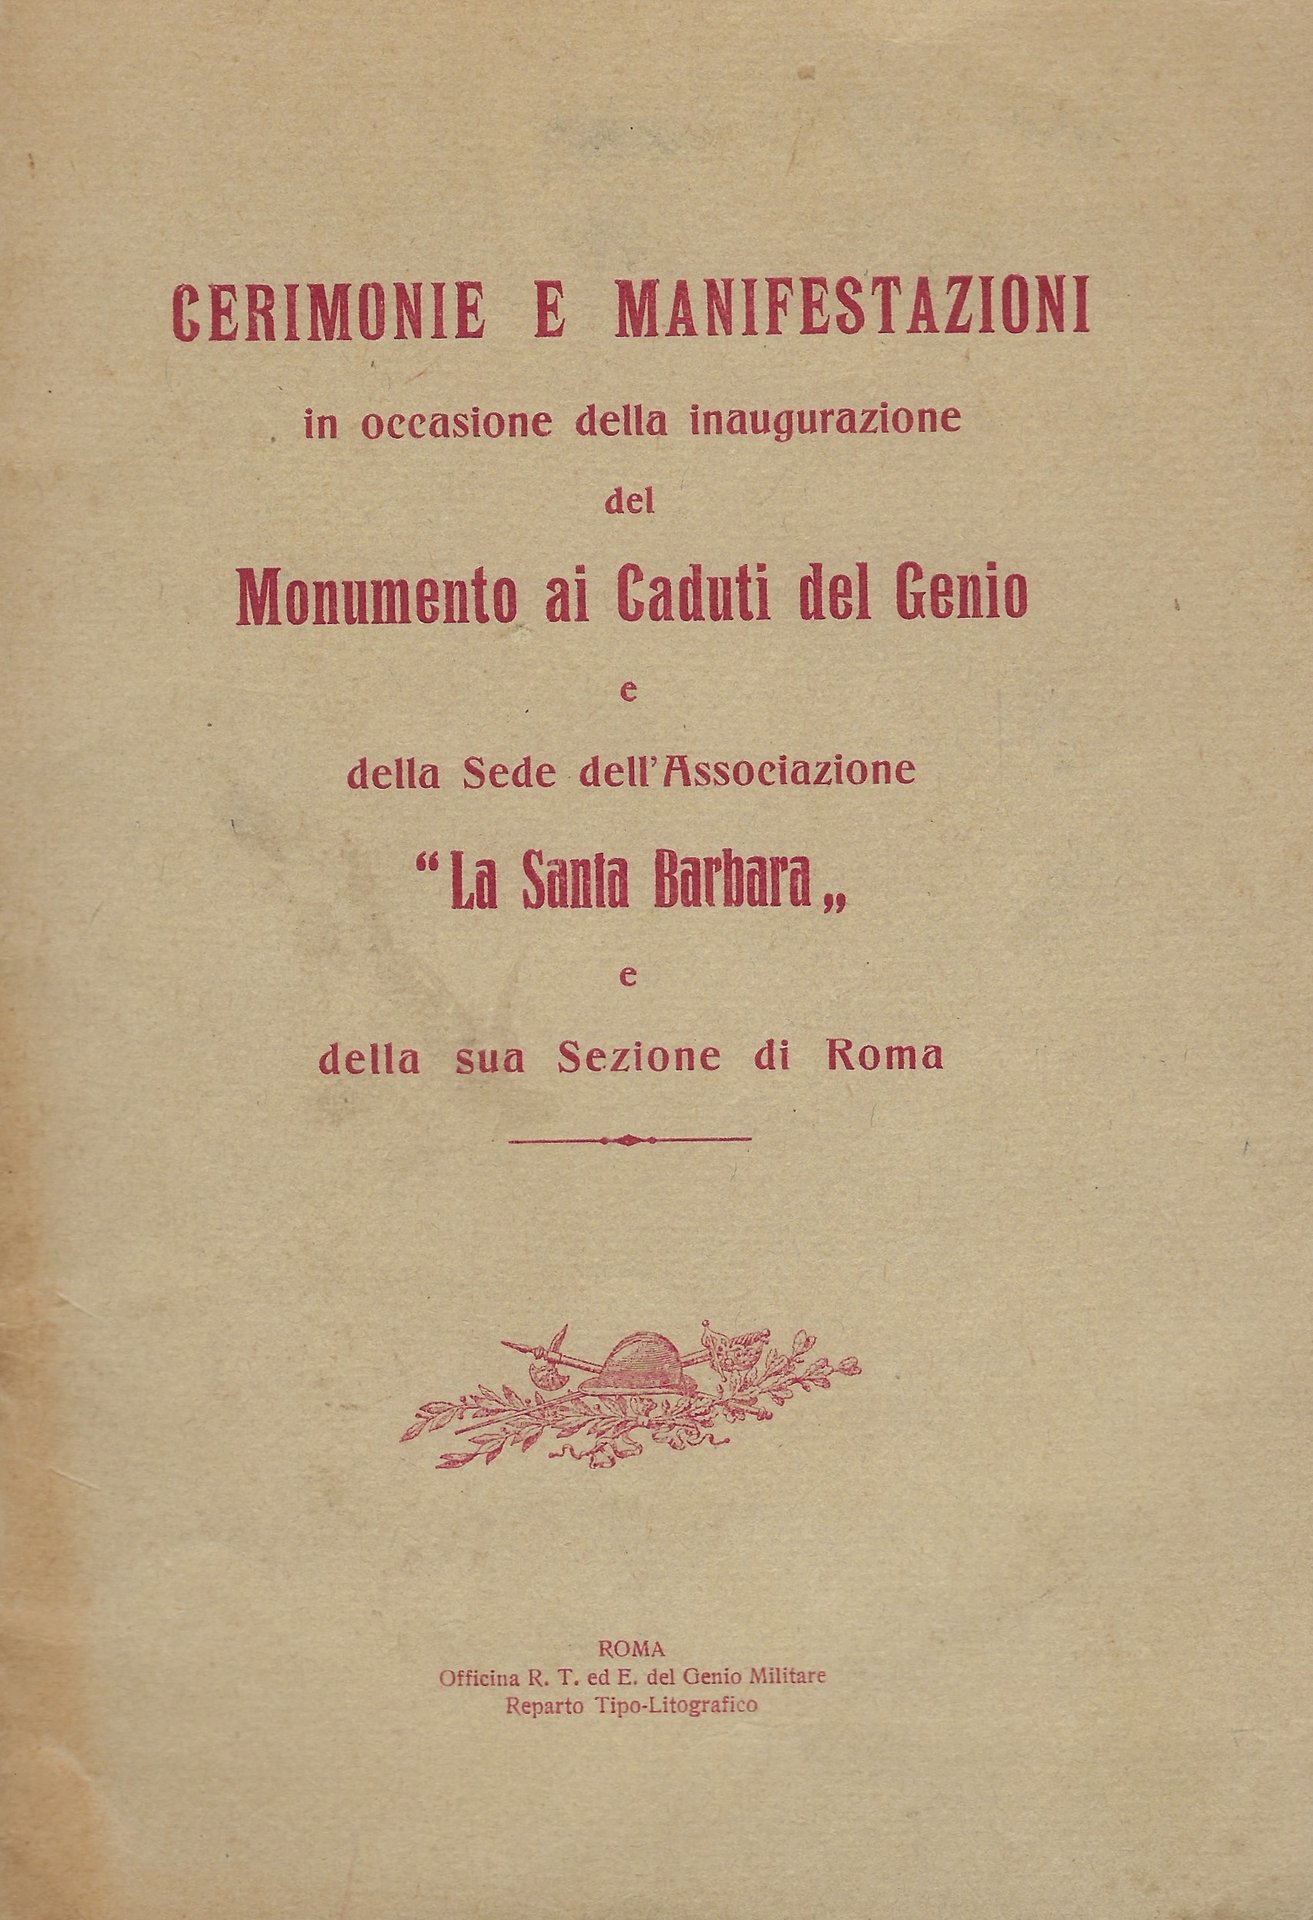 CERIMONIE E MANIFESTAZIONI
in occasione della inaugurazione
del
Monumento ai Caduti del Genio
e
della Sede dell'Associazione
“La Santa Barbara„
e
della sua Sezione di Roma
ROMA
Officina R. T. ed E. del Genio Militare
Reparto Tipo-Litografico